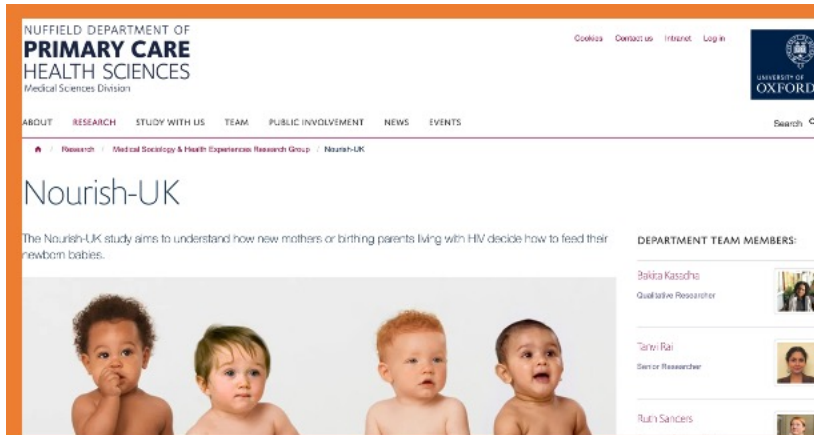 NUFFIELD DEPARTMENT OF
PRIMARY CARE
HEALTH SCIENCES
Medical Sciences Division
Cookies Contact us Intranet Log in
UNIVERSITY OF
OXFORD
ABOUT RESEARCH STUDY WITH US TEAM PUBLIC INVOLVEMENT NEWS EVENTS
Search
/ Research / Medical Sociology & Health Experiences Research Group / Nourish-UK
Nourish-UK
The Nourish-UK study aims to understand how new mothers or birthing parents living with HIV decide how to feed their
newborn babies.
DEPARTMENT TEAM MEMBERS:
Bakita Kasadha
Qualitative Researcher
Tanvi Rai
Senior Researcher
Ruth Sanders